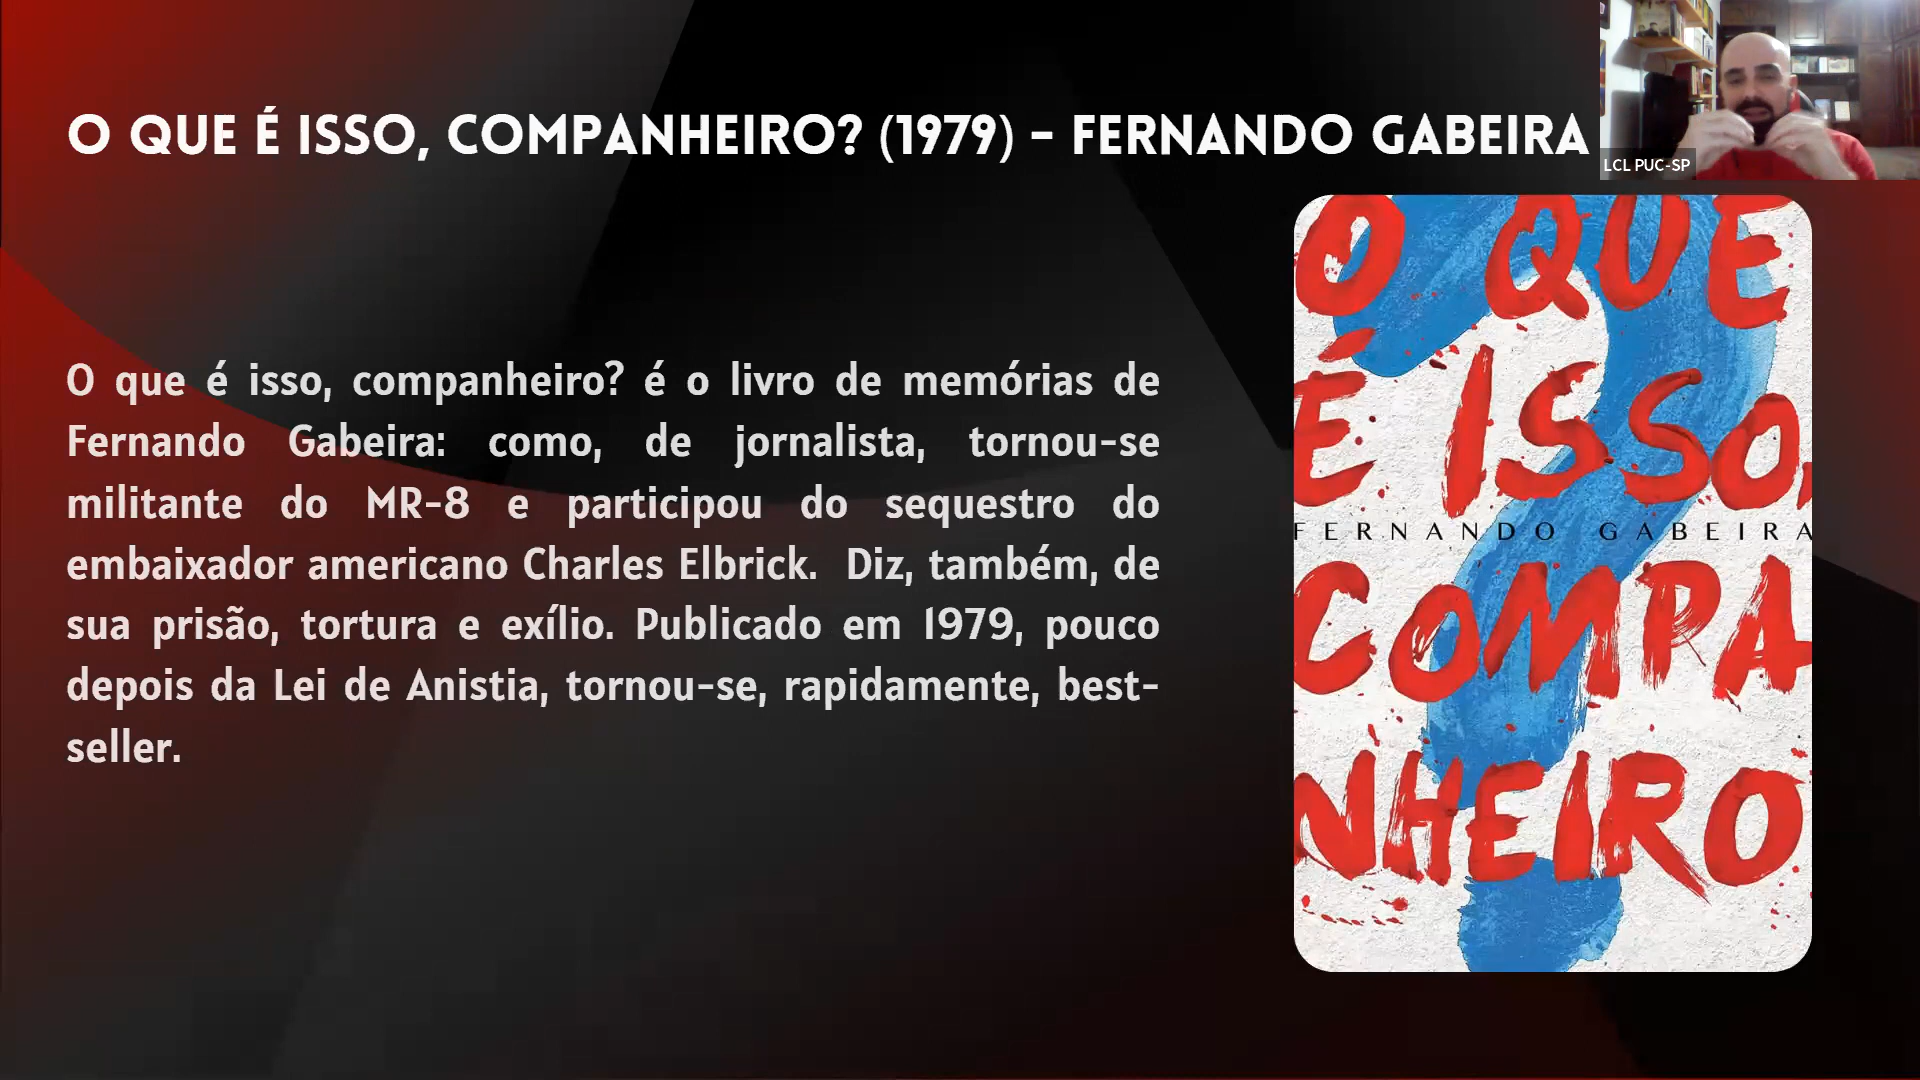 O QUE É ISSO, COMPANHEIRO? (1979) - FERNANDO GABEIRA
LCL PUC-SP
O que é isso, companheiro? é o livro de memórias de
Fernando Gabeira: como, de jornalista, tornou-se
militante do MR-8 e participou do sequestro do
embaixador americano Charles Elbrick. Diz, também, de
sua prisão, tortura e exílio. Publicado em 1979, pouco
depois da Lei de Anistia, tornou-se, rapidamente, best-
seller.
O QUE
É ISSO,
FERNANDO GABEIRA
COMPA
NHEIRO